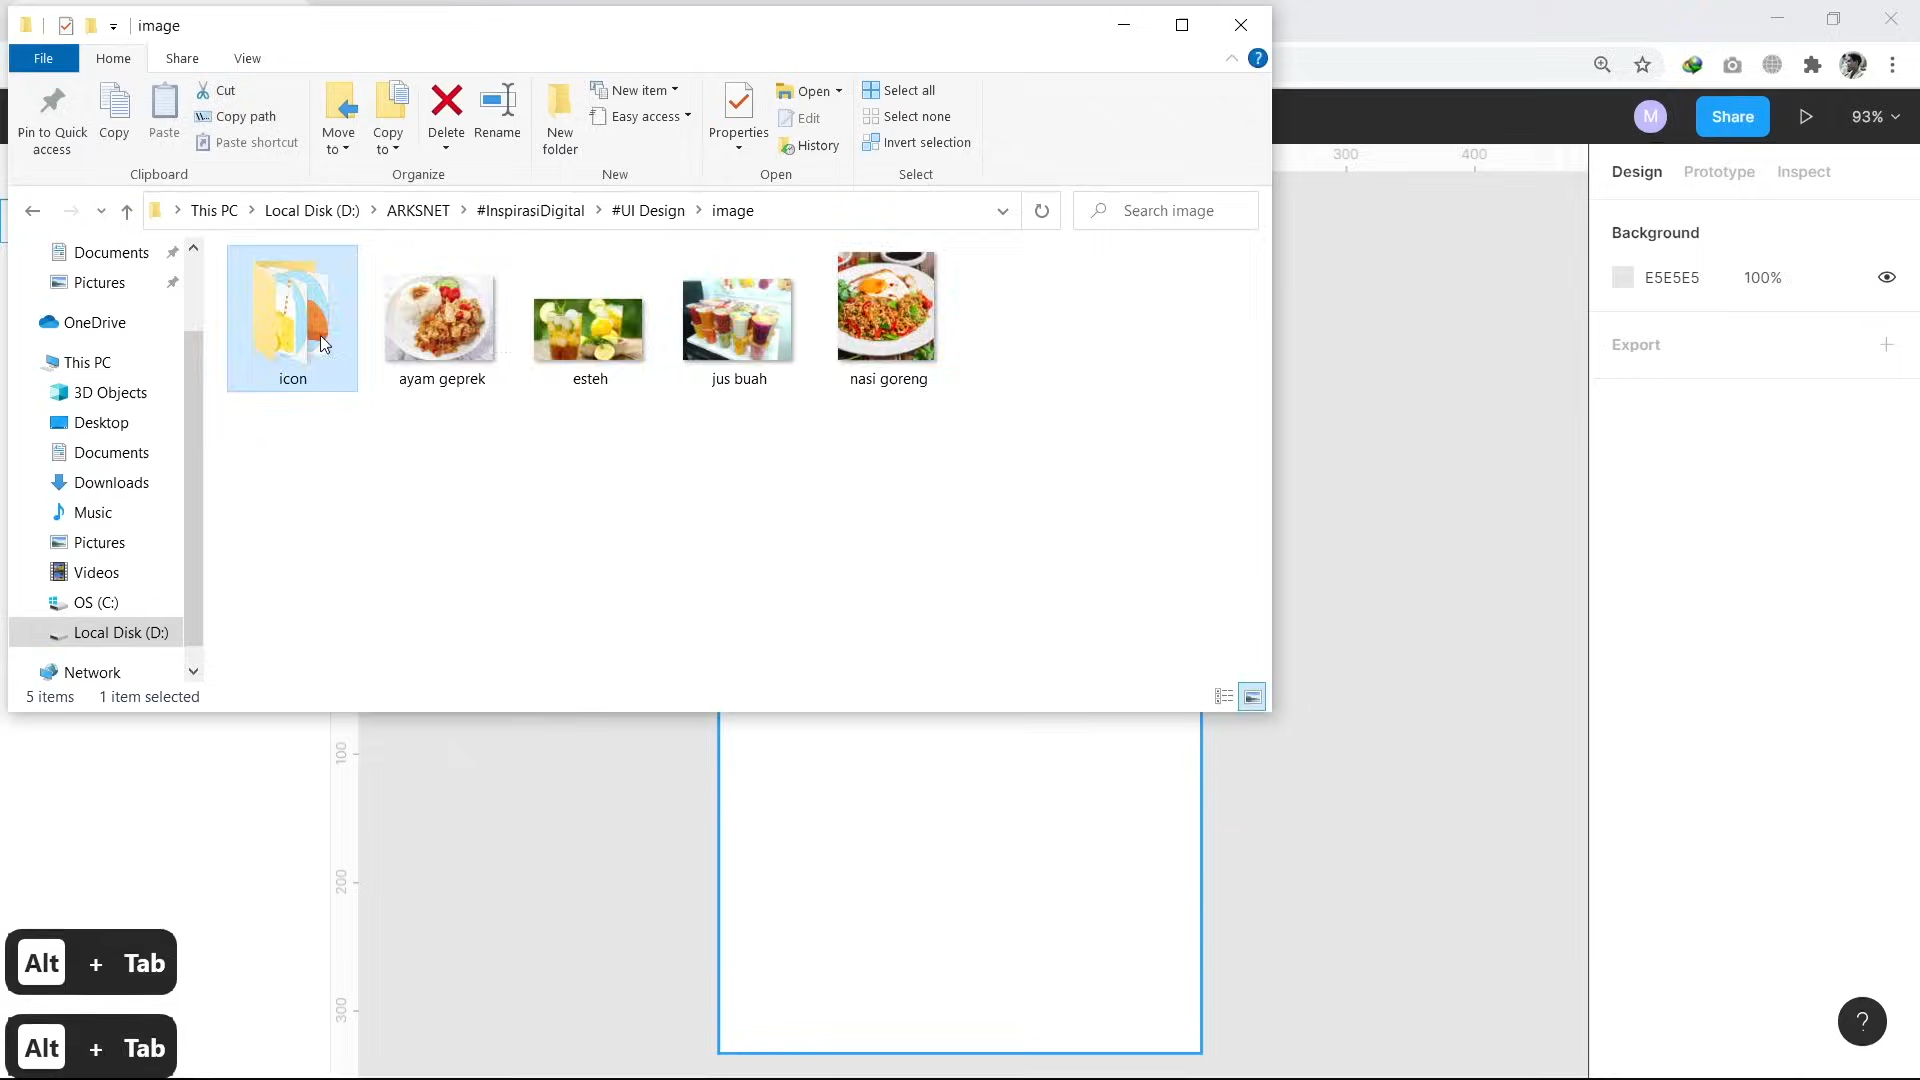 image
File
Home
Share
View
Pin to Quick access
Copy
Paste
Cut
Copy path
Paste shortcut
Clipboard
Move to
Copy to
Delete
Rename
Organize
New folder
New item
Easy access
New
Properties
Open
Edit
History
Open
Select all
Select none
Invert selection
Select
This PC
Local Disk (D:)
ARKSNET
#InspirasiDigital
#UI Design
image
Search image
Documents
Pictures
OneDrive
This PC
3D Objects
Desktop
Documents
Downloads
Music
Pictures
Videos
OS (C:)
Local Disk (D:)
Network
icon
ayam geprek
esteh
jus buah
nasi goreng
5 items
1 item selected
M
Share
93%
300
400
Design
Prototype
Inspect
Background
E5E5E5
100%
Export
100
200
300
Alt + Tab
Alt + Tab
?